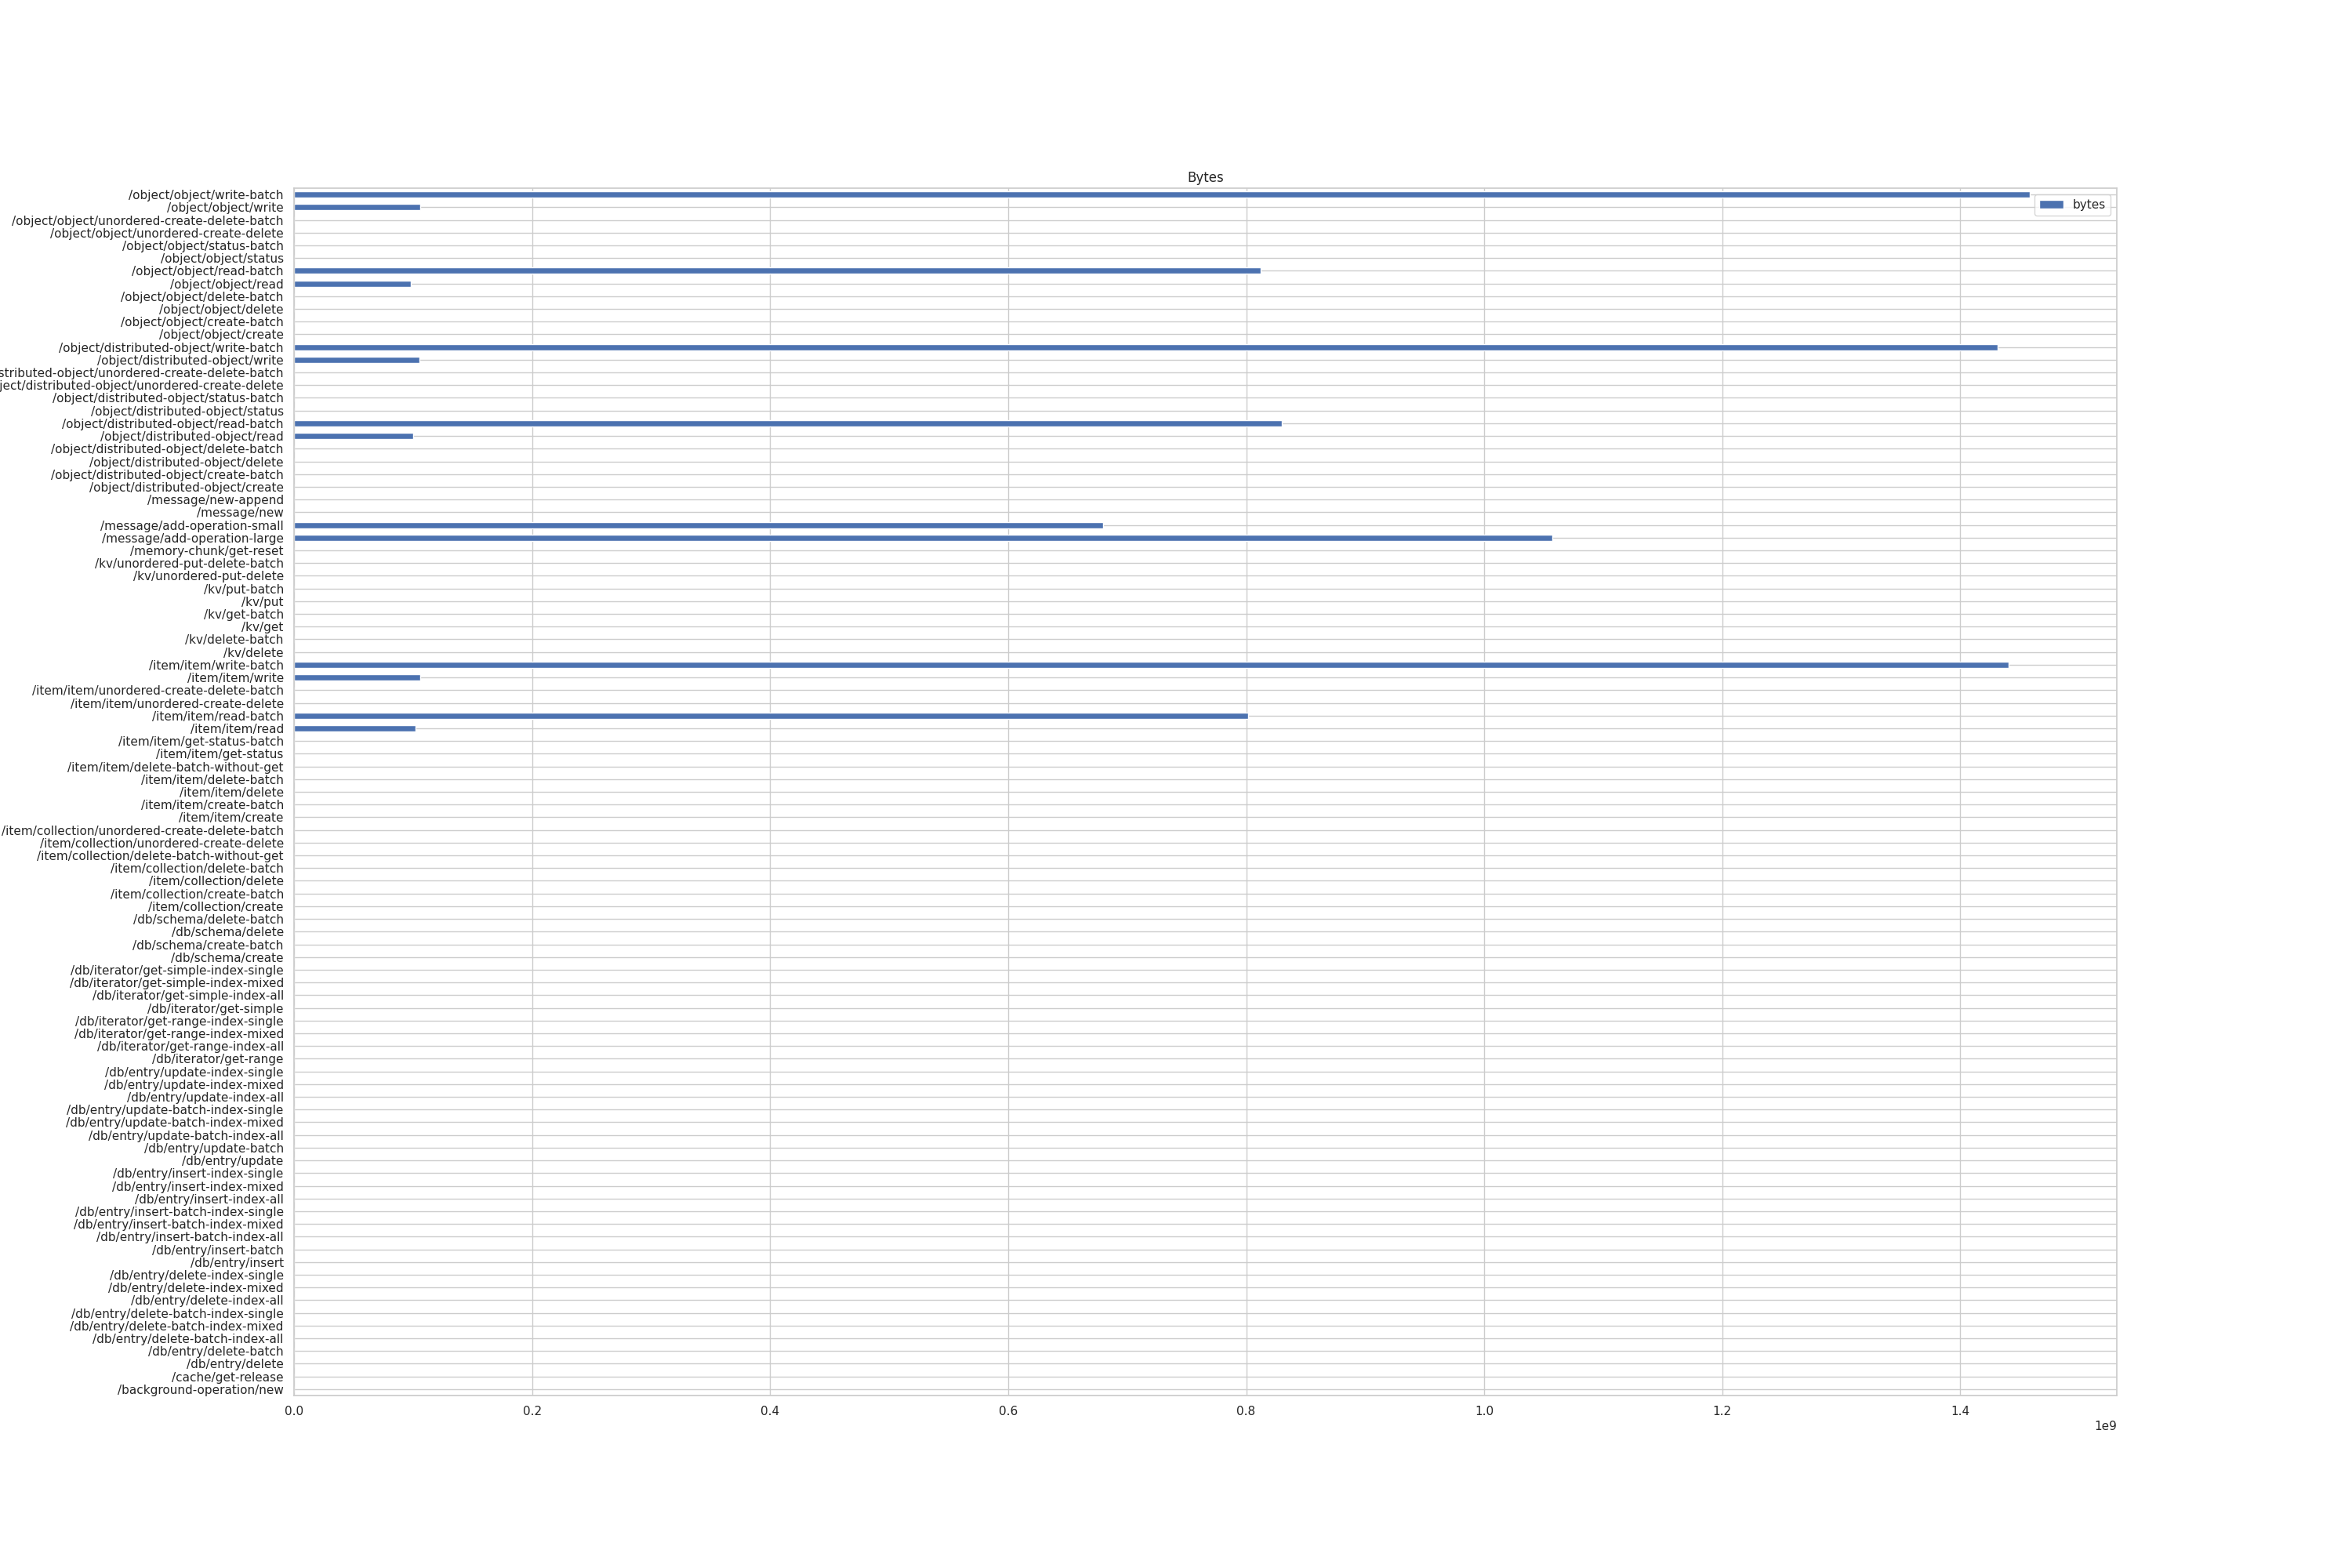 Bytes
bytes
/object/object/write-batch
/object/object/write
/object/object/unordered-create-delete-batch
/object/object/unordered-create-delete
/object/object/status-batch
/object/object/status
/object/object/read-batch
/object/object/read
/object/object/delete-batch
/object/object/delete
/object/object/create-batch
/object/object/create
/object/distributed-object/write-batch
/object/distributed-object/write
stributed-object/unordered-create-delete-batch
ject/distributed-object/unordered-create-delete
/object/distributed-object/status-batch
/object/distributed-object/status
/object/distributed-object/read-batch
/object/distributed-object/read
/object/distributed-object/delete-batch
/object/distributed-object/delete
/object/distributed-object/create-batch
/object/distributed-object/create
/message/new-append
/message/new
/message/add-operation-small
/message/add-operation-large
/memory-chunk/get-reset
/kv/unordered-put-delete-batch
/kv/unordered-put-delete
/kv/put-batch
/kv/put
/kv/get-batch
/kv/get
/kv/delete-batch
/kv/delete
/item/item/write-batch
/item/item/write
/item/item/unordered-create-delete-batch
/item/item/unordered-create-delete
/item/item/read-batch
/item/item/read
/item/item/get-status-batch
/item/item/get-status
/item/item/delete-batch-without-get
/item/item/delete-batch
/item/item/delete
/item/item/create-batch
/item/item/create
/item/collection/unordered-create-delete-batch
/item/collection/unordered-create-delete
/item/collection/delete-batch-without-get
/item/collection/delete-batch
/item/collection/delete
/item/collection/create-batch
/item/collection/create
/db/schema/delete-batch
/db/schema/delete
/db/schema/create-batch
/db/schema/create
/db/iterator/get-simple-index-single
/db/iterator/get-simple-index-mixed
/db/iterator/get-simple-index-all
/db/iterator/get-simple
/db/iterator/get-range-index-single
/db/iterator/get-range-index-mixed
/db/iterator/get-range-index-all
/db/iterator/get-range
/db/entry/update-index-single
/db/entry/update-index-mixed
/db/entry/update-index-all
/db/entry/update-batch-index-single
/db/entry/update-batch-index-mixed
/db/entry/update-batch-index-all
/db/entry/update-batch
/db/entry/update
/db/entry/insert-index-single
/db/entry/insert-index-mixed
/db/entry/insert-index-all
/db/entry/insert-batch-index-single
/db/entry/insert-batch-index-mixed
/db/entry/insert-batch-index-all
/db/entry/insert-batch
/db/entry/insert
/db/entry/delete-index-single
/db/entry/delete-index-mixed
/db/entry/delete-index-all
/db/entry/delete-batch-index-single
/db/entry/delete-batch-index-mixed
/db/entry/delete-batch-index-all
/db/entry/delete-batch
/db/entry/delete
/cache/get-release
/background-operation/new
0.0 0.2 0.4 0.6 0.8 1.0 1.2 1.4
1e9